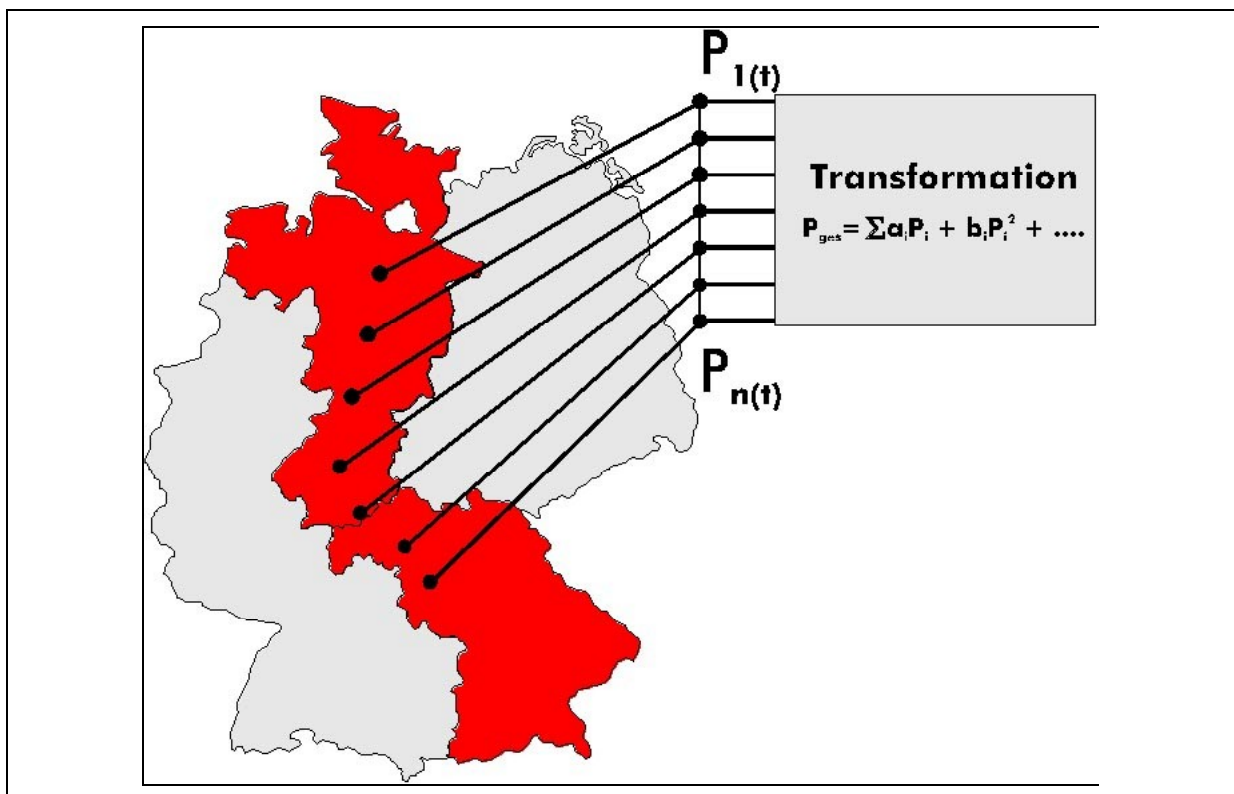 P1(t)
Transformation
Pges= ∑aiPi + biPi² + ....
Pn(t)